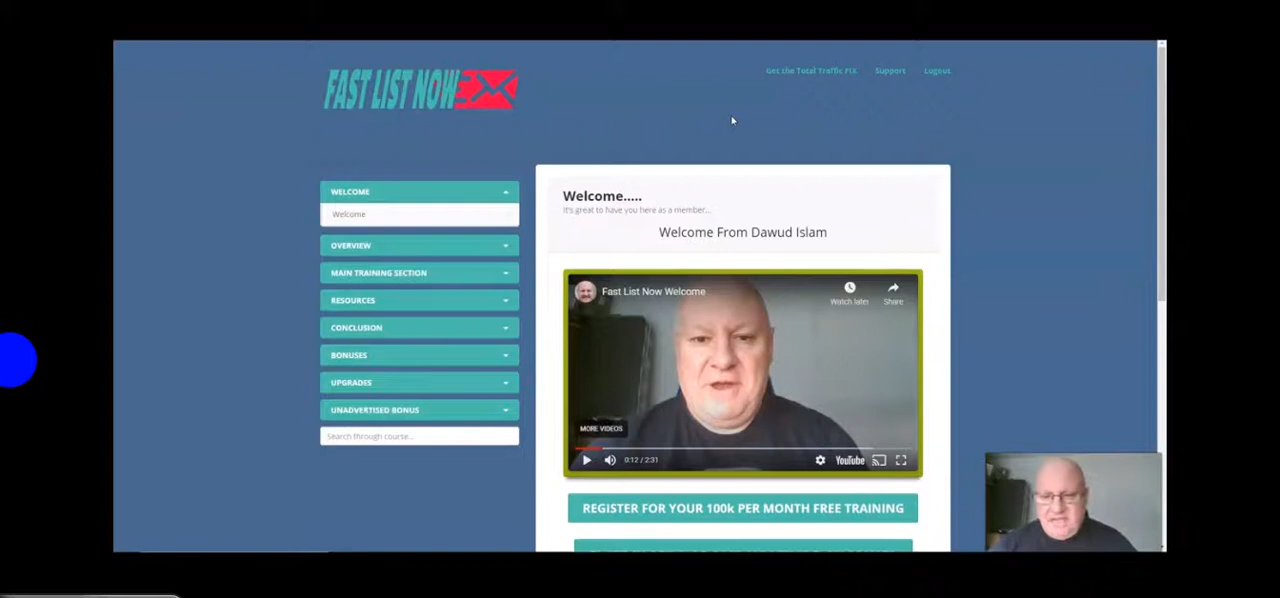 FAST LIST NOW
Get the Total Traffic FIX
Support
Logout
WELCOME
Welcome
OVERVIEW
MAIN TRAINING SECTION
RESOURCES
CONCLUSION
BONUSES
UPGRADES
UNADVERTISED BONUS
Search through course...
Welcome.....
It's great to have you here as a member...
Welcome From Dawud Islam
Fast List Now Welcome
Watch later
Share
MORE VIDEOS
0:12 / 2:31
YouTube
REGISTER FOR YOUR 100k PER MONTH FREE TRAINING